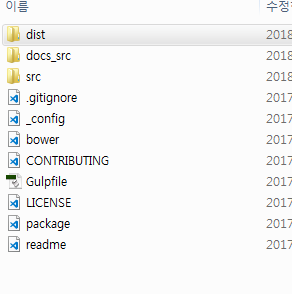 이름 수정
dist 2018
docs_src 2018
src 2018
.gitignore 2017
_config 2017
bower 2017
CONTRIBUTING 2017
Gulpfile 2017
LICENSE 2017
package 2017
readme 2017